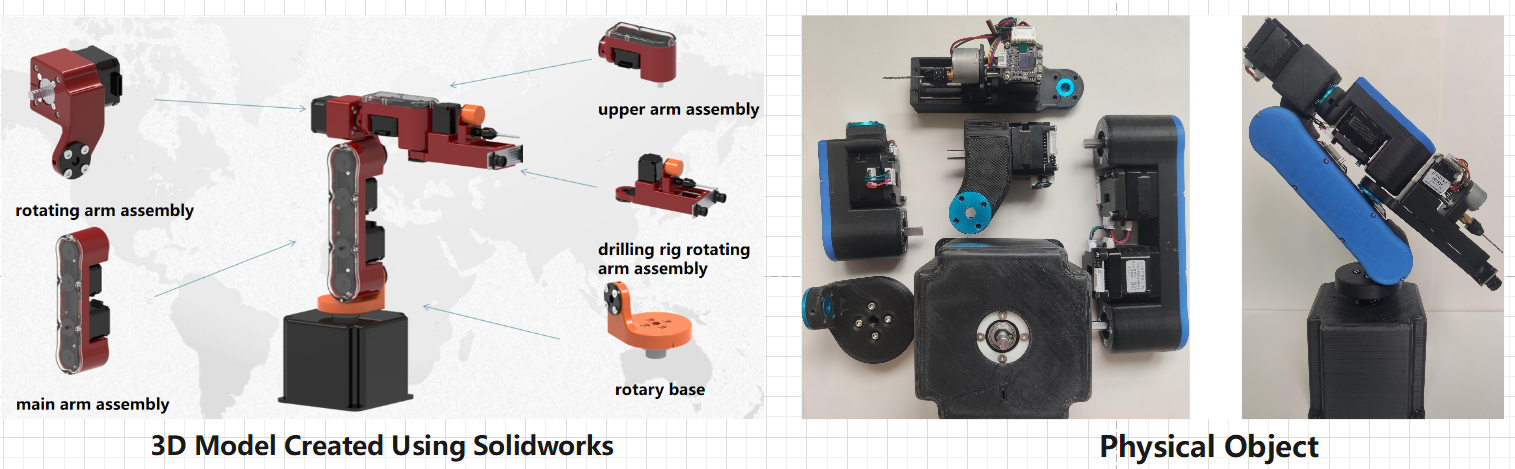 upper arm assembly
rotating arm assembly
drilling rig rotating
arm assembly
main arm assembly
rotary base
3D Model Created Using Solidworks
Physical Object